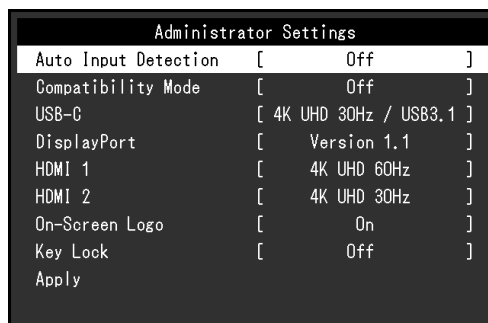 Administrator Settings
Auto Input Detection [ Off ]
Compatibility Mode [ Off ]
USB-C [ 4K UHD 30Hz / USB3.1 ]
DisplayPort [ Version 1.1 ]
HDMI 1 [ 4K UHD 60Hz ]
HDMI 2 [ 4K UHD 30Hz ]
On-Screen Logo [ On ]
Key Lock [ Off ]
Apply